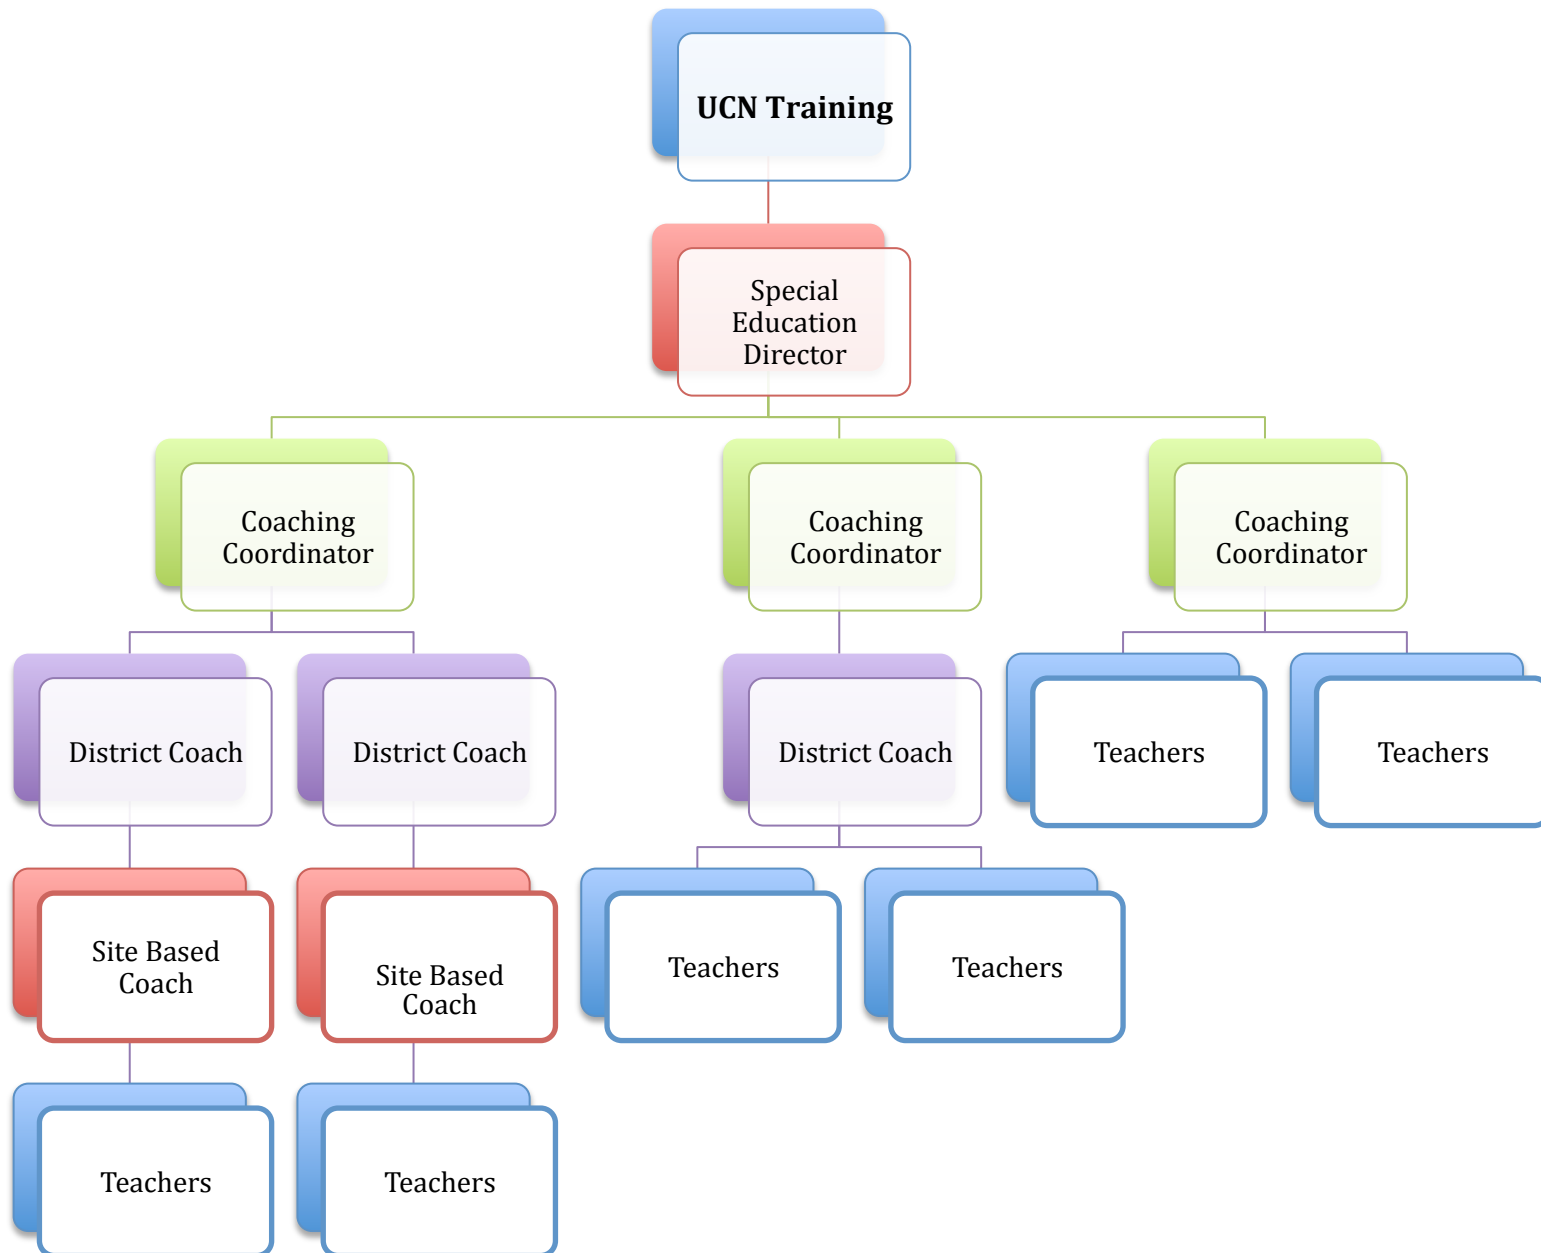 UCN Training
Special
Education
Director
Coaching
Coordinator
Coaching
Coordinator
Coaching
Coordinator
District Coach
District Coach
District Coach
Teachers
Teachers
Site Based
Coach
Site Based
Coach
Teachers
Teachers
Teachers
Teachers